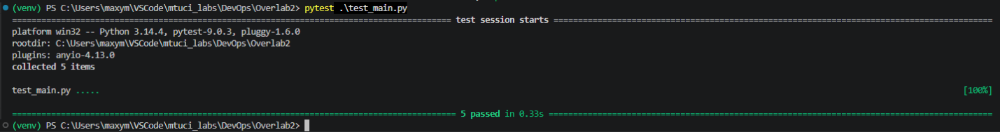 (venv) PS C:\Users\maxym\VSCode\mtuci_labs\DevOps\Overlab2> pytest .\test_main.py
============================= test session starts =============================
platform win32 -- Python 3.14.4, pytest-9.0.3, pluggy-1.6.0
rootdir: C:\Users\maxym\VSCode\mtuci_labs\DevOps\Overlab2
plugins: anyio-4.13.0
collected 5 items
test_main.py ..... [100%]
============================= 5 passed in 0.33s =============================
(venv) PS C:\Users\maxym\VSCode\mtuci_labs\DevOps\Overlab2>